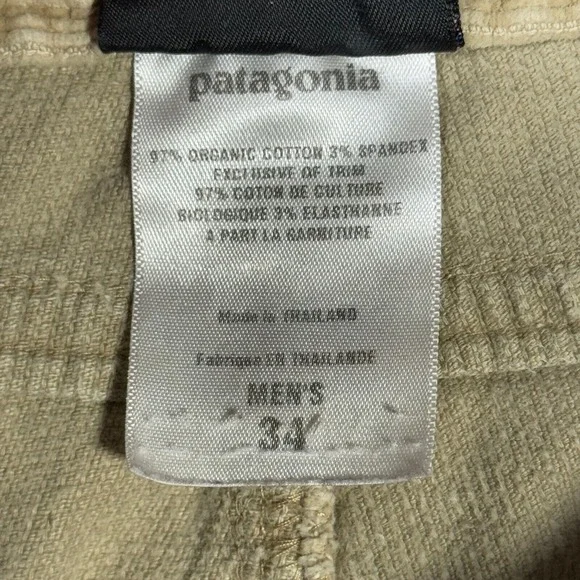 patagonia
97% ORGANIC COTTON 3% SPANDEX
EXCLUSIVE OF TRIM
97% COTON DE CULTURE
BIOLOGIQUE 3% ELASTHANNE
A PART LA GARNITURE
Made in THAILAND
Fabriqué EN THAILANDE
MEN'S
34